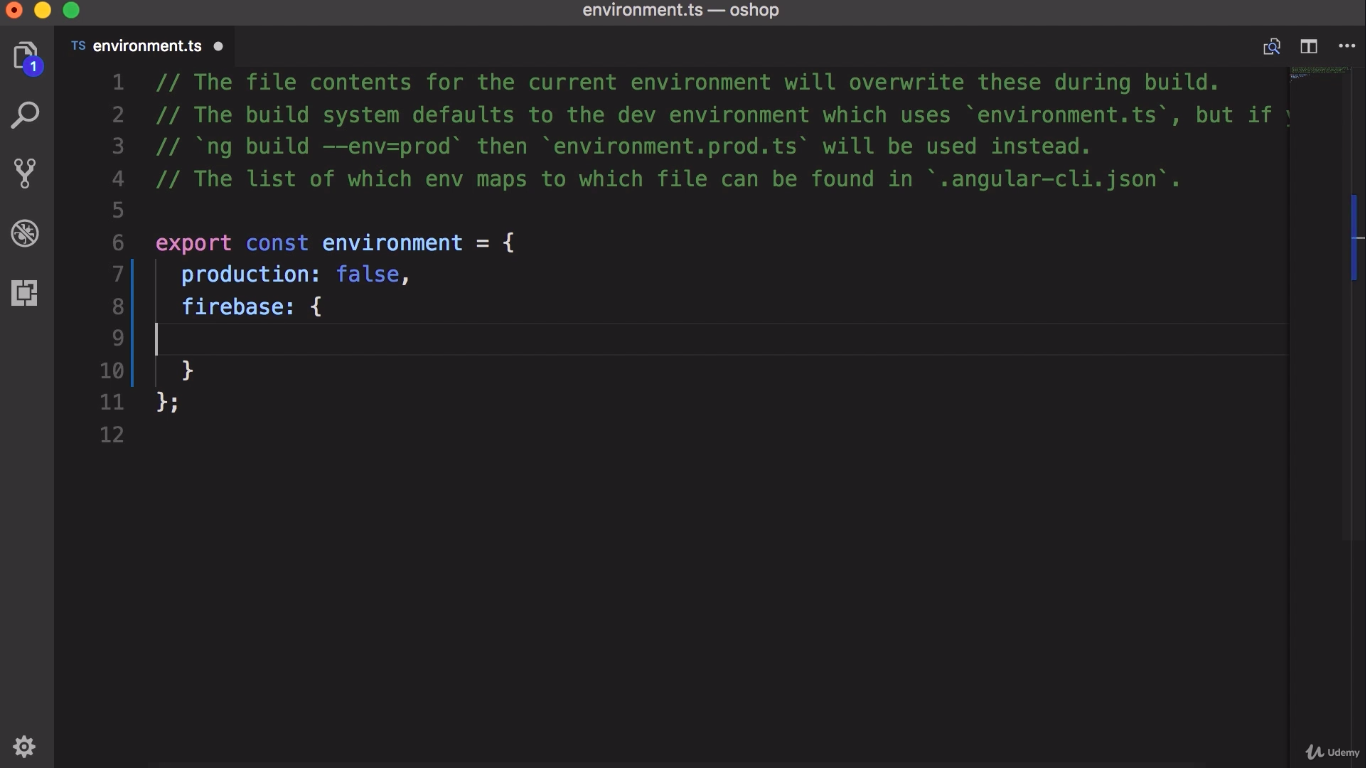 environment.ts — oshop
TS environment.ts
1
1 // The file contents for the current environment will overwrite these during build.
2 // The build system defaults to the dev environment which uses `environment.ts`, but if
3 // `ng build --env=prod` then `environment.prod.ts` will be used instead.
4 // The list of which env maps to which file can be found in `.angular-cli.json`.
5
6 export const environment = {
7 production: false,
8 firebase: {
9
10 }
11 };
12
Udemy